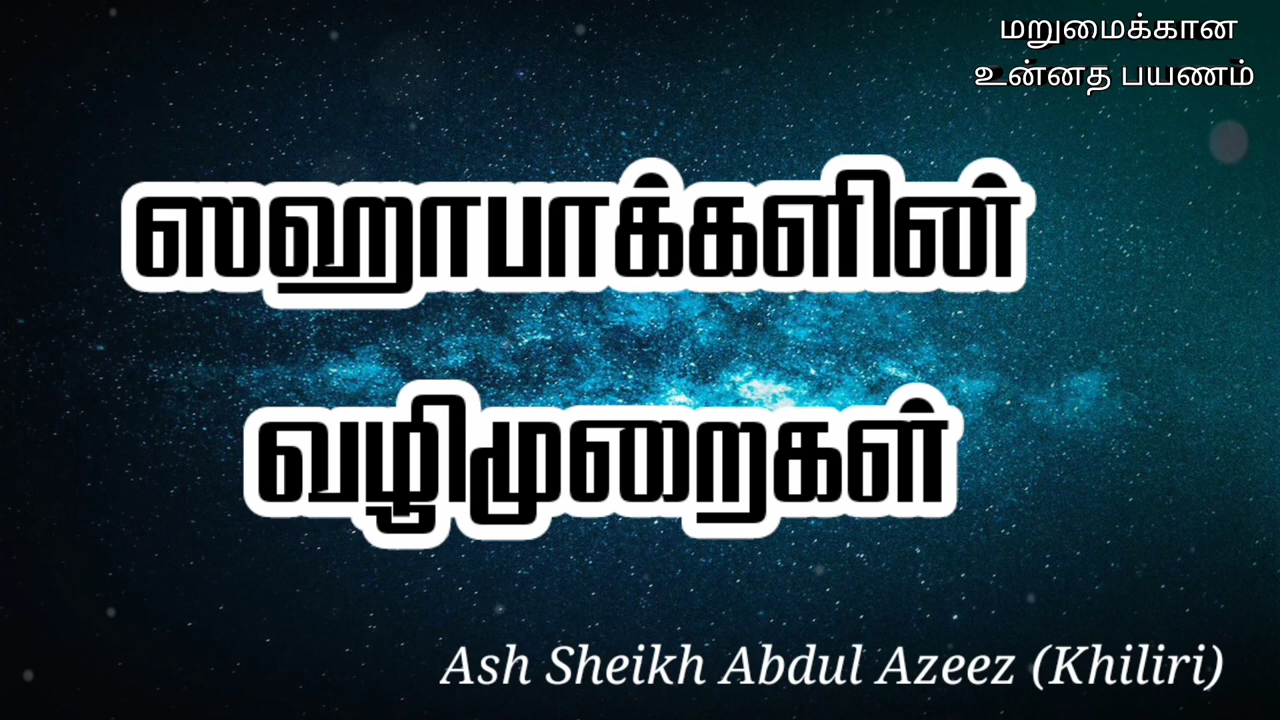 மறுமைக்கான
உன்னத பயணம்
ஸஹாபாக்களின்
வழிமுறைகள்
Ash Sheikh Abdul Azeez (Khiliri)